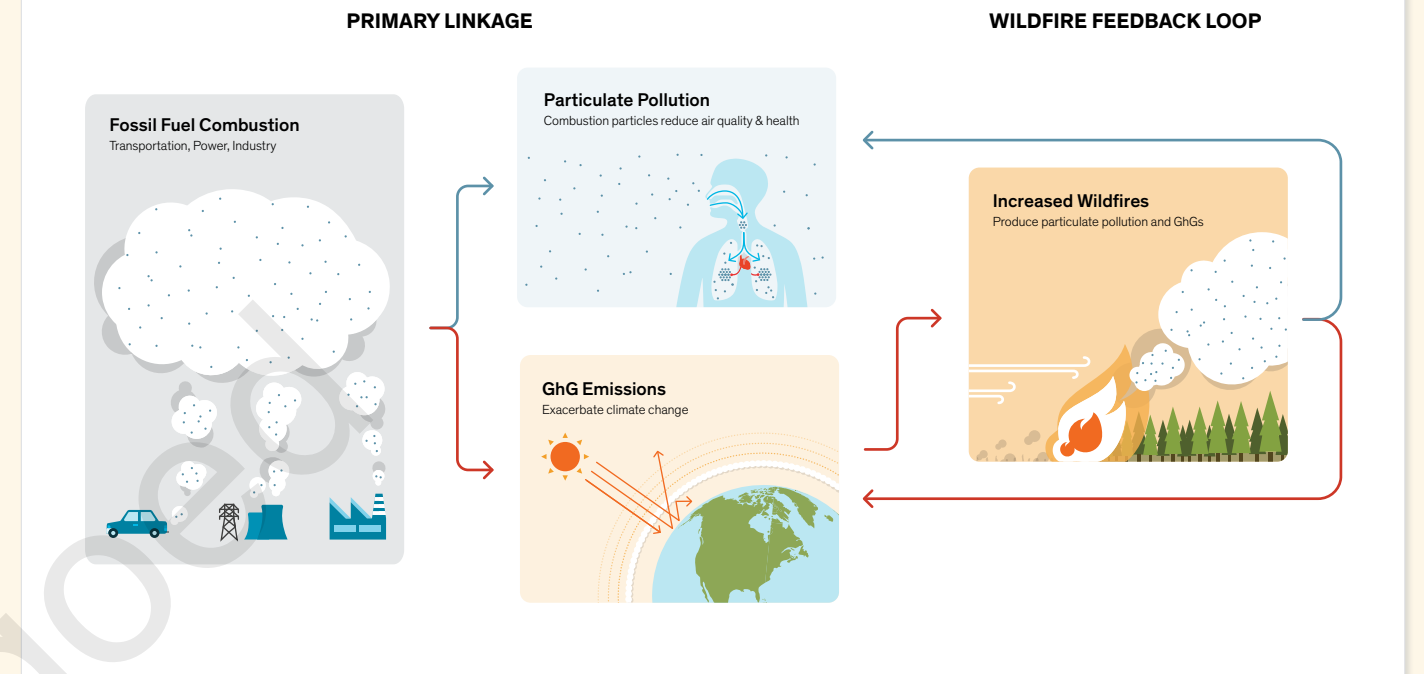 PRIMARY LINKAGE
WILDFIRE FEEDBACK LOOP
Fossil Fuel Combustion
Transportation, Power, Industry
Particulate Pollution
Combustion particles reduce air quality & health
GhG Emissions
Exacerbate climate change
Increased Wildfires
Produce particulate pollution and GhGs